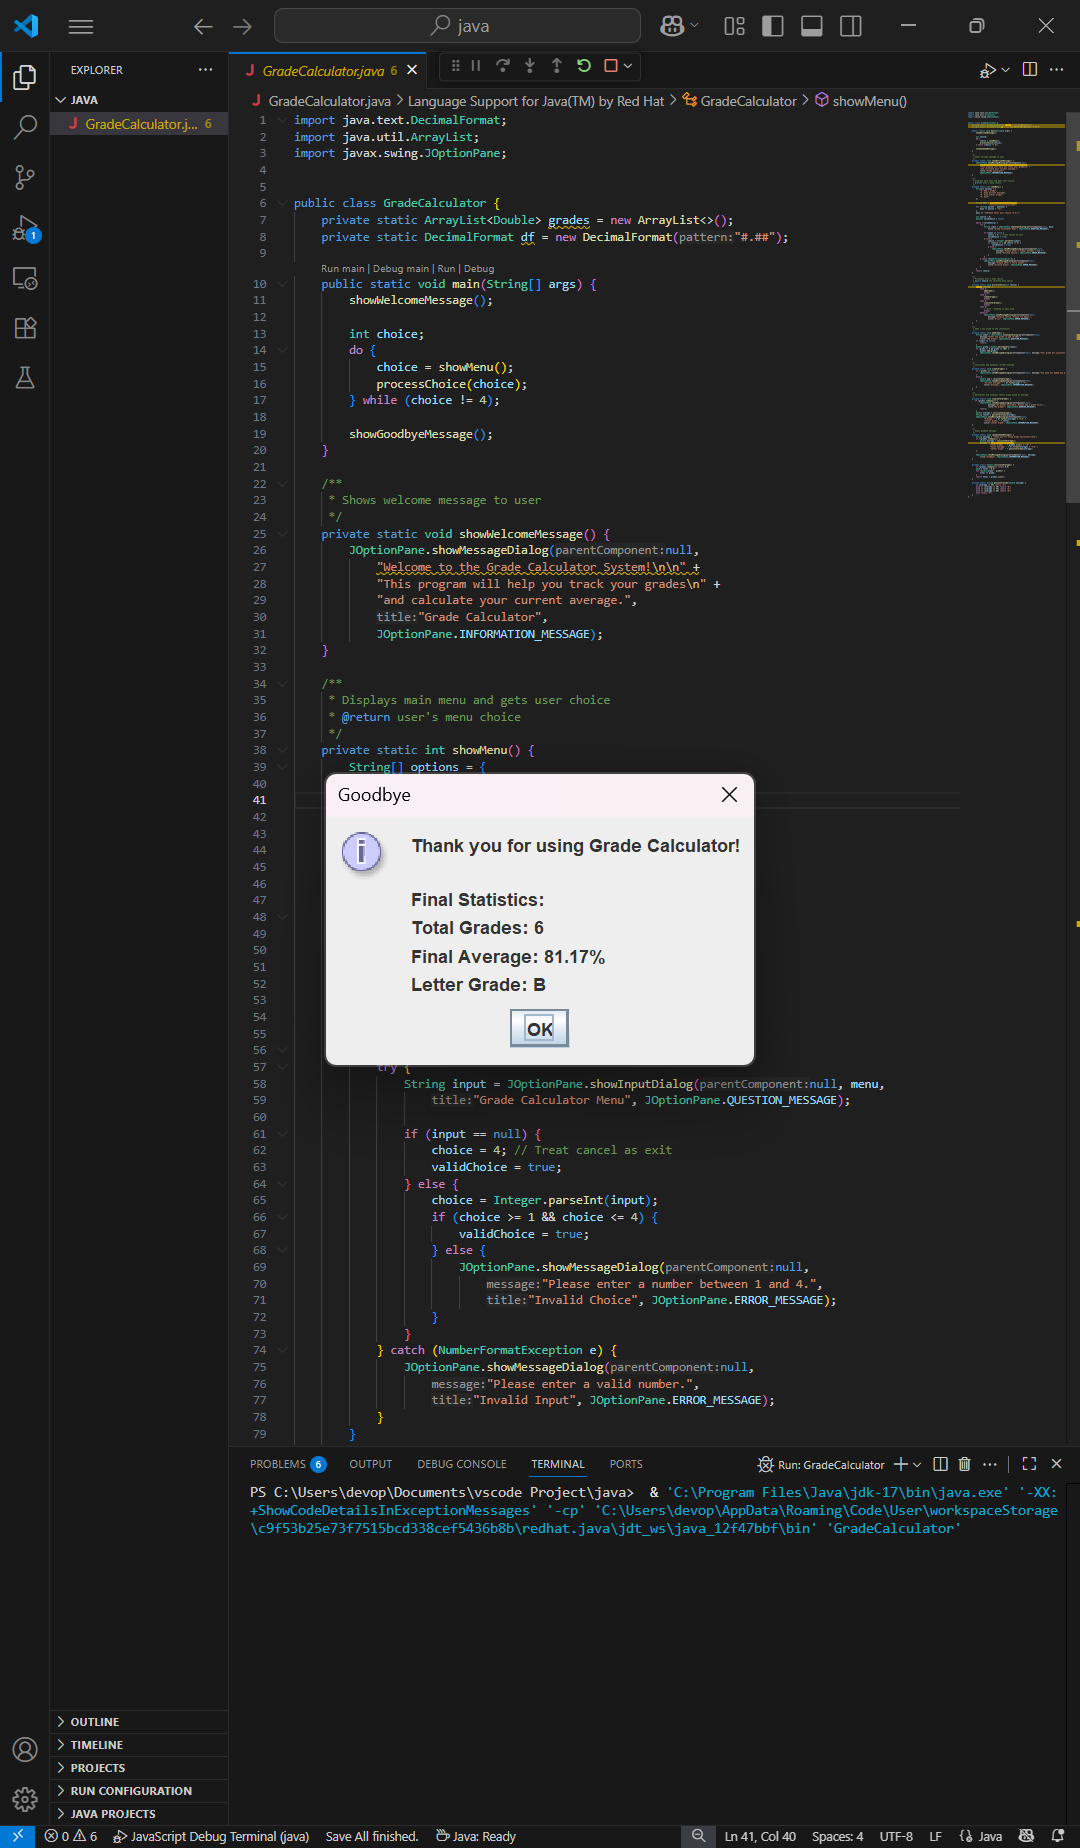 java
EXPLORER
JAVA
GradeCalculator.j... 6
GradeCalculator.java 6
GradeCalculator.java > Language Support for Java(TM) by Red Hat > GradeCalculator > showMenu()
1 import java.text.DecimalFormat;
2 import java.util.ArrayList;
3 import javax.swing.JOptionPane;
4
5
6 public class GradeCalculator {
7 private static ArrayList<Double> grades = new ArrayList<>();
8 private static DecimalFormat df = new DecimalFormat(pattern:"#.##");
9
Run main | Debug main | Run | Debug
10 public static void main(String[] args) {
11 showWelcomeMessage();
12
13 int choice;
14 do {
15 choice = showMenu();
16 processChoice(choice);
17 } while (choice != 4);
18
19 showGoodbyeMessage();
20 }
21
22 /**
23 * Shows welcome message to user
24 */
25 private static void showWelcomeMessage() {
26 JOptionPane.showMessageDialog(parentComponent:null,
27 "Welcome to the Grade Calculator System!\n\n" +
28 "This program will help you track your grades\n" +
29 "and calculate your current average.",
30 title:"Grade Calculator",
31 JOptionPane.INFORMATION_MESSAGE);
32 }
33
34 /**
35 * Displays main menu and gets user choice
36 * @return user's menu choice
37 */
38 private static int showMenu() {
39 String[] options = {
40
41
42
43
44
45
46
47
48
49
50
51
52
53
54
55
56
Goodbye
Thank you for using Grade Calculator!
Final Statistics:
Total Grades: 6
Final Average: 81.17%
Letter Grade: B
OK
57 try {
58 String input = JOptionPane.showInputDialog(parentComponent:null, menu,
59 title:"Grade Calculator Menu", JOptionPane.QUESTION_MESSAGE);
60
61 if (input == null) {
62 choice = 4; // Treat cancel as exit
63 validChoice = true;
64 } else {
65 choice = Integer.parseInt(input);
66 if (choice >= 1 && choice <= 4) {
67 validChoice = true;
68 } else {
69 JOptionPane.showMessageDialog(parentComponent:null,
70 message:"Please enter a number between 1 and 4.",
71 title:"Invalid Choice", JOptionPane.ERROR_MESSAGE);
72 }
73 }
74 } catch (NumberFormatException e) {
75 JOptionPane.showMessageDialog(parentComponent:null,
76 message:"Please enter a valid number.",
77 title:"Invalid Input", JOptionPane.ERROR_MESSAGE);
78 }
79 }
PROBLEMS 6 OUTPUT DEBUG CONSOLE TERMINAL PORTS Run: GradeCalculator
PS C:\Users\devop\Documents\vscode Project\java> & 'C:\Program Files\Java\jdk-17\bin\java.exe' '-XX:
+ShowCodeDetailsInExceptionMessages' '-cp' 'C:\Users\devop\AppData\Roaming\Code\User\workspaceStorage
\c9f53b25e73f7515bcd338cef5436b8b\redhat.java\jdt_ws\java_12f47bbf\bin' 'GradeCalculator'
1
OUTLINE
TIMELINE
PROJECTS
RUN CONFIGURATION
JAVA PROJECTS
0 6 JavaScript Debug Terminal (java) Save All finished. Java: Ready Ln 41, Col 40 Spaces: 4 UTF-8 LF {} Java